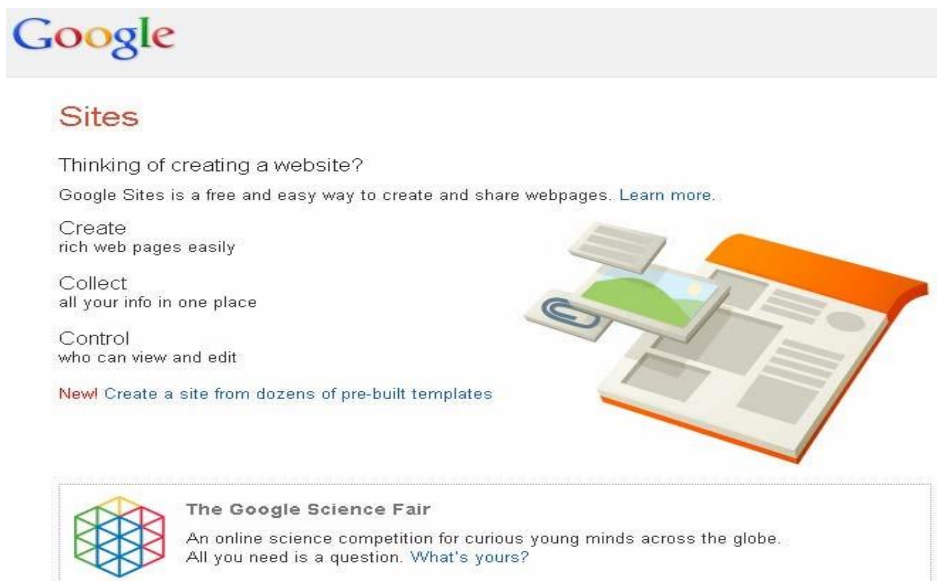 Google
Sites
Thinking of creating a website?
Google Sites is a free and easy way to create and share webpages. Learn more.
Create
rich web pages easily
Collect
all your info in one place
Control
who can view and edit
New! Create a site from dozens of pre-built templates
The Google Science Fair
An online science competition for curious young minds across the globe.
All you need is a question. What's yours?